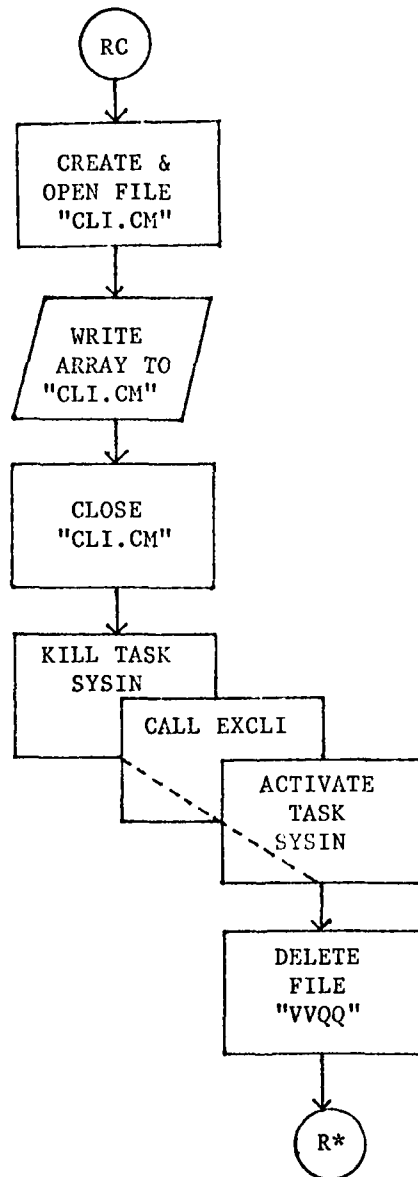 RC
CREATE &
OPEN FILE
"CLI.CM"
WRITE
ARRAY TO
"CLI.CM"
CLOSE
"CLI.CM"
KILL TASK
SYSIN
CALL EXCLI
ACTIVATE
TASK
SYSIN
DELETE
FILE
"VVQQ"
R*